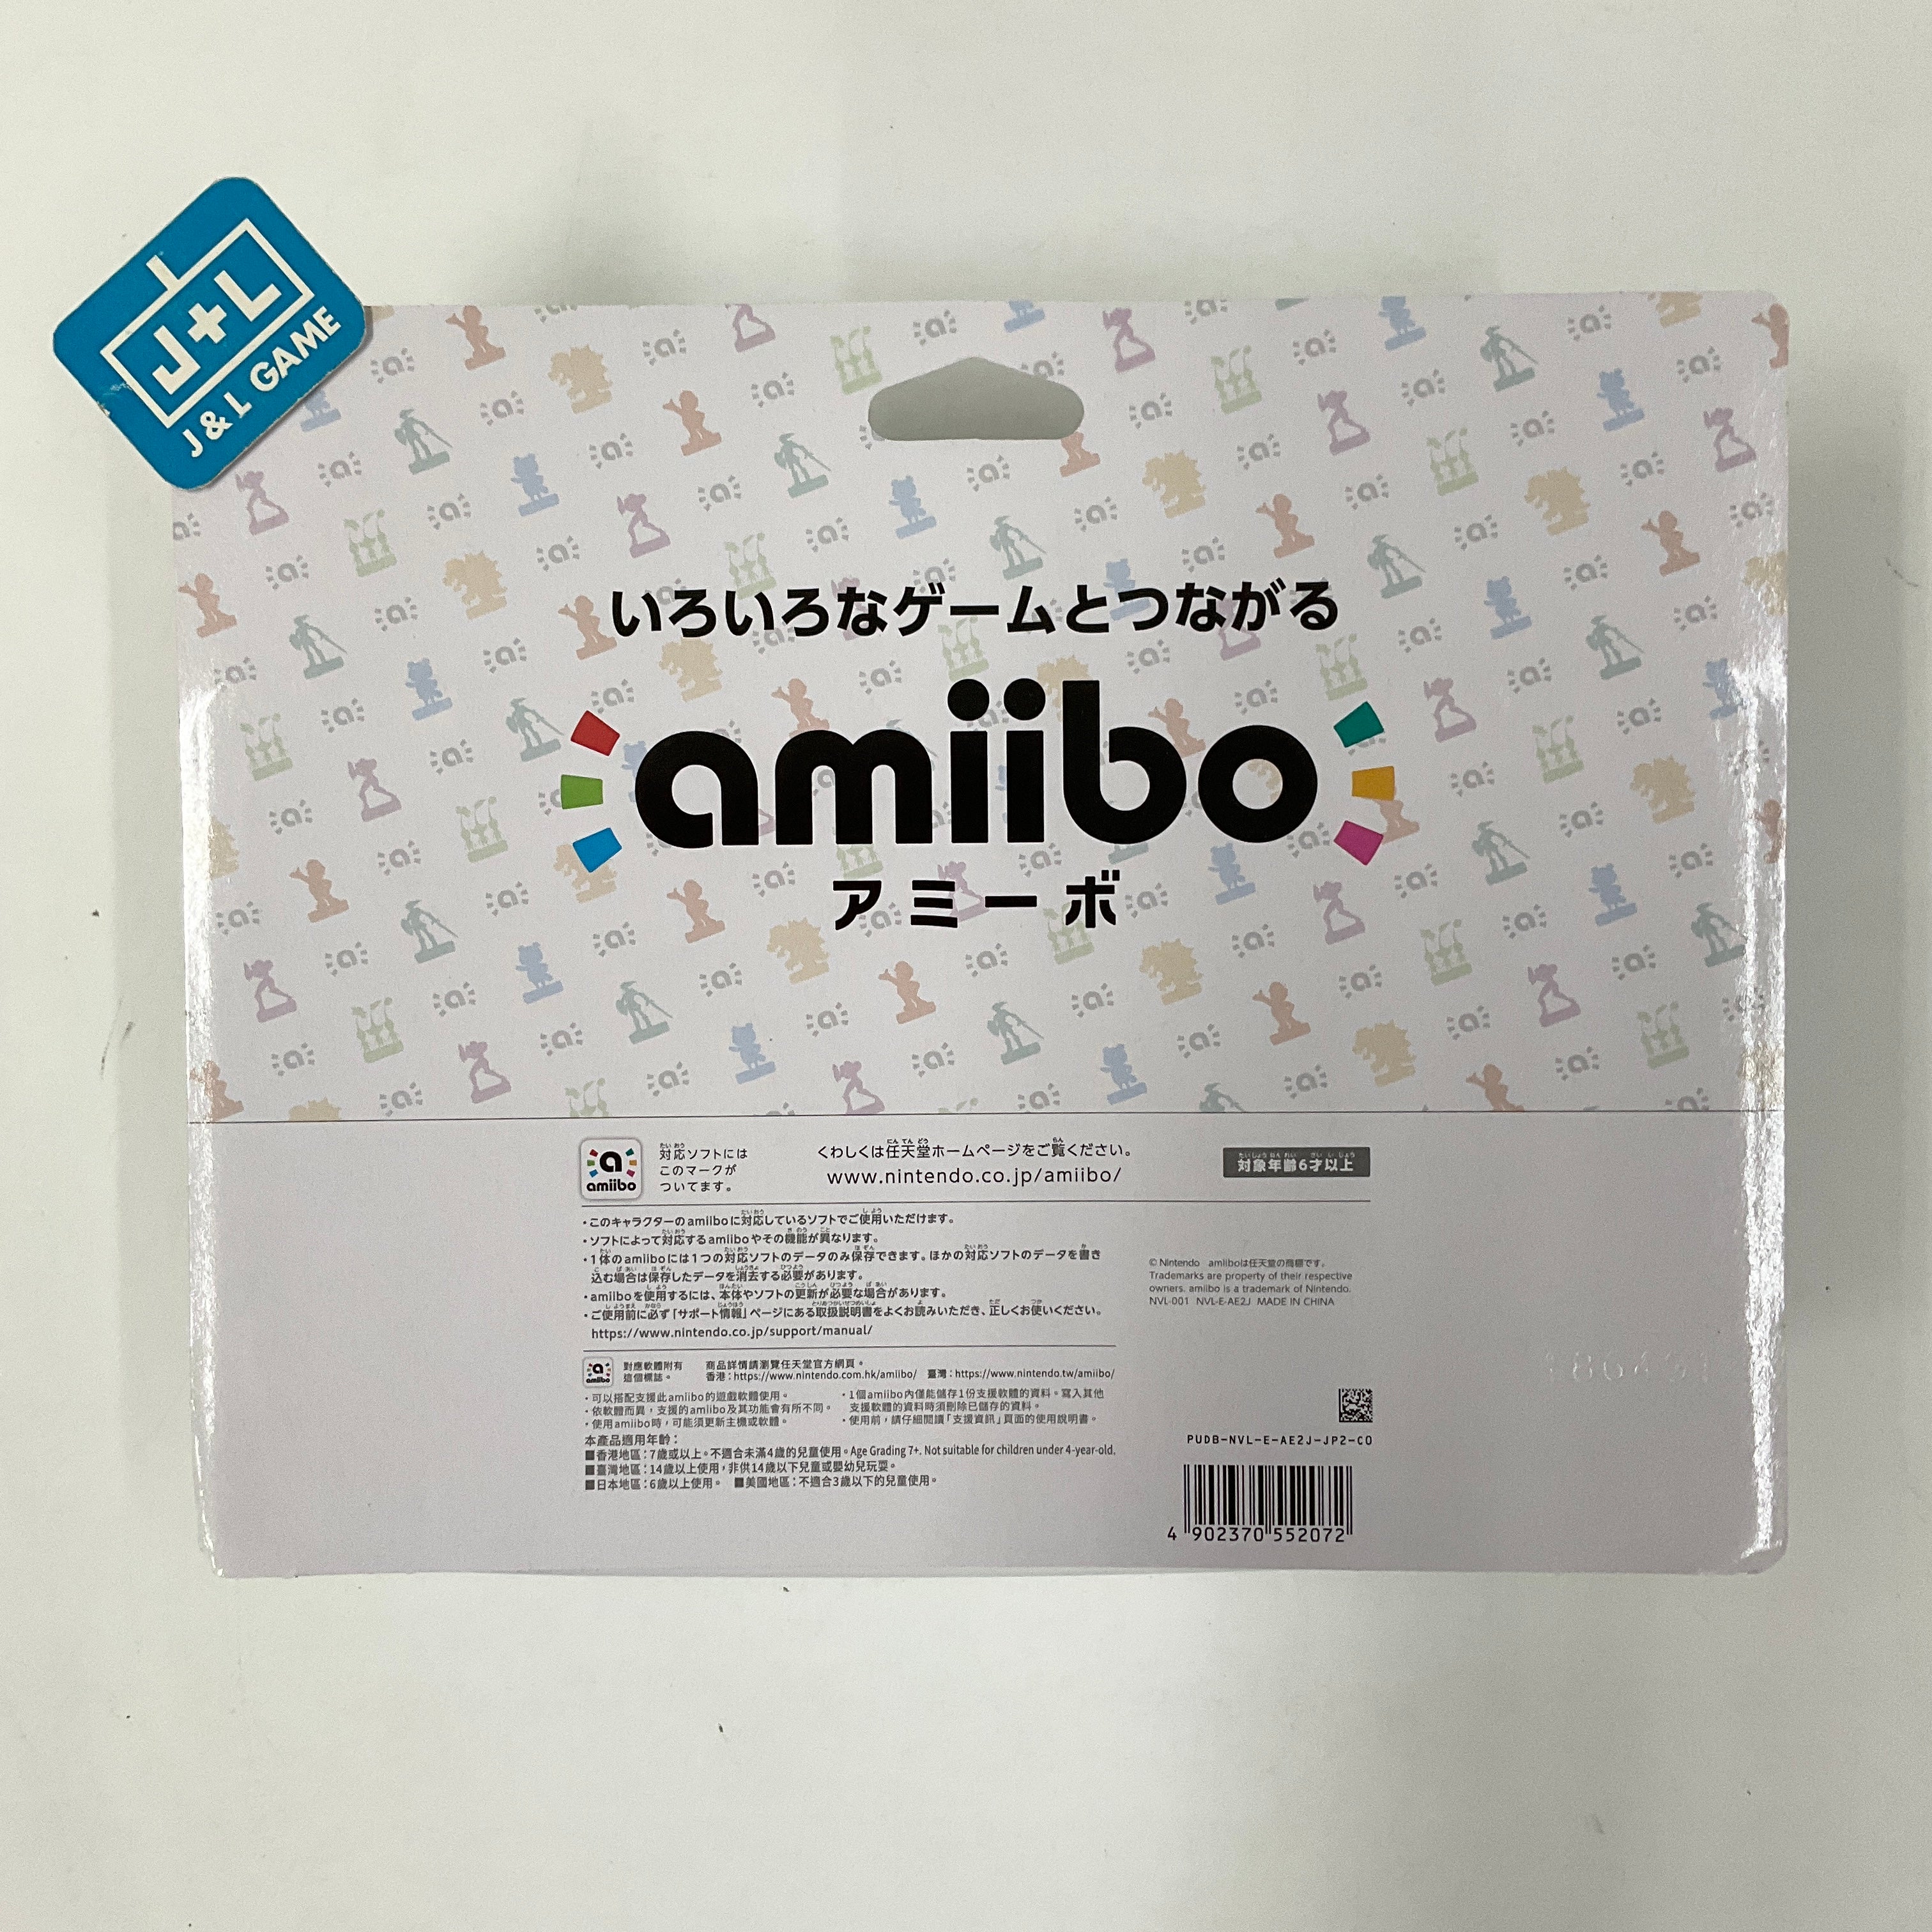 J+L
J & L GAME
いろいろなゲームとつながる
amiibo
アミーボ
a
amiibo
対応ソフトには
このマークが
ついてます。
くわしくは任天堂ホームページをご覧ください。
www.nintendo.co.jp/amiibo/
対象年齢6才以上
・このキャラクターのamiiboに対応しているソフトでご使用いただけます。
・ソフトによって対応するamiiboやその機能が異なります。
・1体のamiiboには1つの対応ソフトのデータのみ保存できます。ほかの対応ソフトのデータを書き
込む場合は保存したデータを消去する必要があります。
・amiiboを使用するには、本体やソフトの更新が必要な場合があります。
・ご使用前に必ず「サポート情報」ページにある取扱説明書をよくお読みいただき、正しくお使いください。
https://www.nintendo.co.jp/support/manual/
© Nintendo amiiboは任天堂の商標です。
Trademarks are property of their respective
owners. amiibo is a trademark of Nintendo.
NVL-001 NVL-E-AE2J MADE IN CHINA
a
amiibo
對應軟體附有
這個標誌。
商品詳情請瀏覽任天堂官方網頁。
香港：https://www.nintendo.com.hk/amiibo/ 臺灣：https://www.nintendo.tw/amiibo/
・可以搭配支援此amiibo的遊戲軟體使用。
・依軟體而異，支援的amiibo及其功能會有所不同。
・使用amiibo時，可能須更新主機或軟體。
・1個amiibo內僅能儲存1份支援軟體的資料。寫入其他
支援軟體的資料時須刪除已儲存的資料。
・使用前，請仔細閱讀「支援資訊」頁面的使用說明書。
本產品適用年齡：
■香港地區：7歲或以上。不適合未滿4歲的兒童使用。Age Grading 7+. Not suitable for children under 4-year-old.
■臺灣地區：14歲以上使用，非供14歲以下兒童或嬰幼兒玩耍。
■日本地區：6歲以上使用。 ■美國地區：不適合3歲以下的兒童使用。
PUDB-NVL-E-AE2J-JP2-C0
4 902370 552072